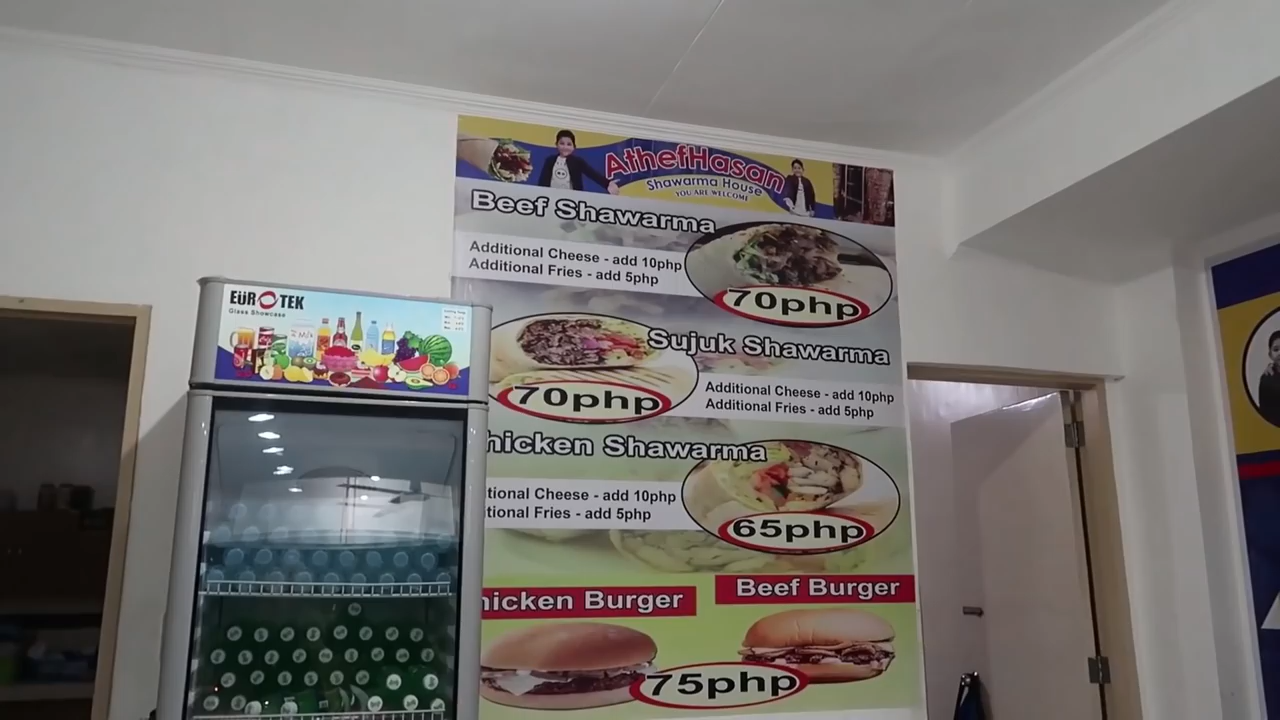 AthefHasan
Shawarma House
YOU ARE WELCOME
Beef Shawarma
Additional Cheese - add 10php
Additional Fries - add 5php
70php
EUROTEK
Glass Showcase
Sujuk Shawarma
70php
Additional Cheese - add 10php
Additional Fries - add 5php
hicken Shawarma
tional Cheese - add 10php
tional Fries - add 5php
65php
hicken Burger
Beef Burger
75php